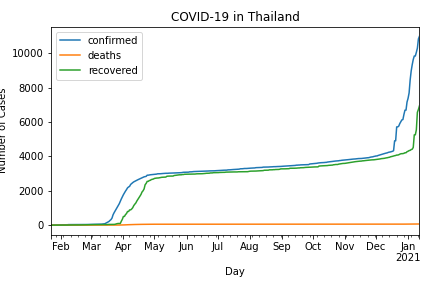 COVID-19 in Thailand
confirmed
deaths
recovered
10000
8000
6000
4000
2000
0
Number of Cases
Feb Mar Apr May Jun Jul Aug Sep Oct Nov Dec Jan
2021
Day